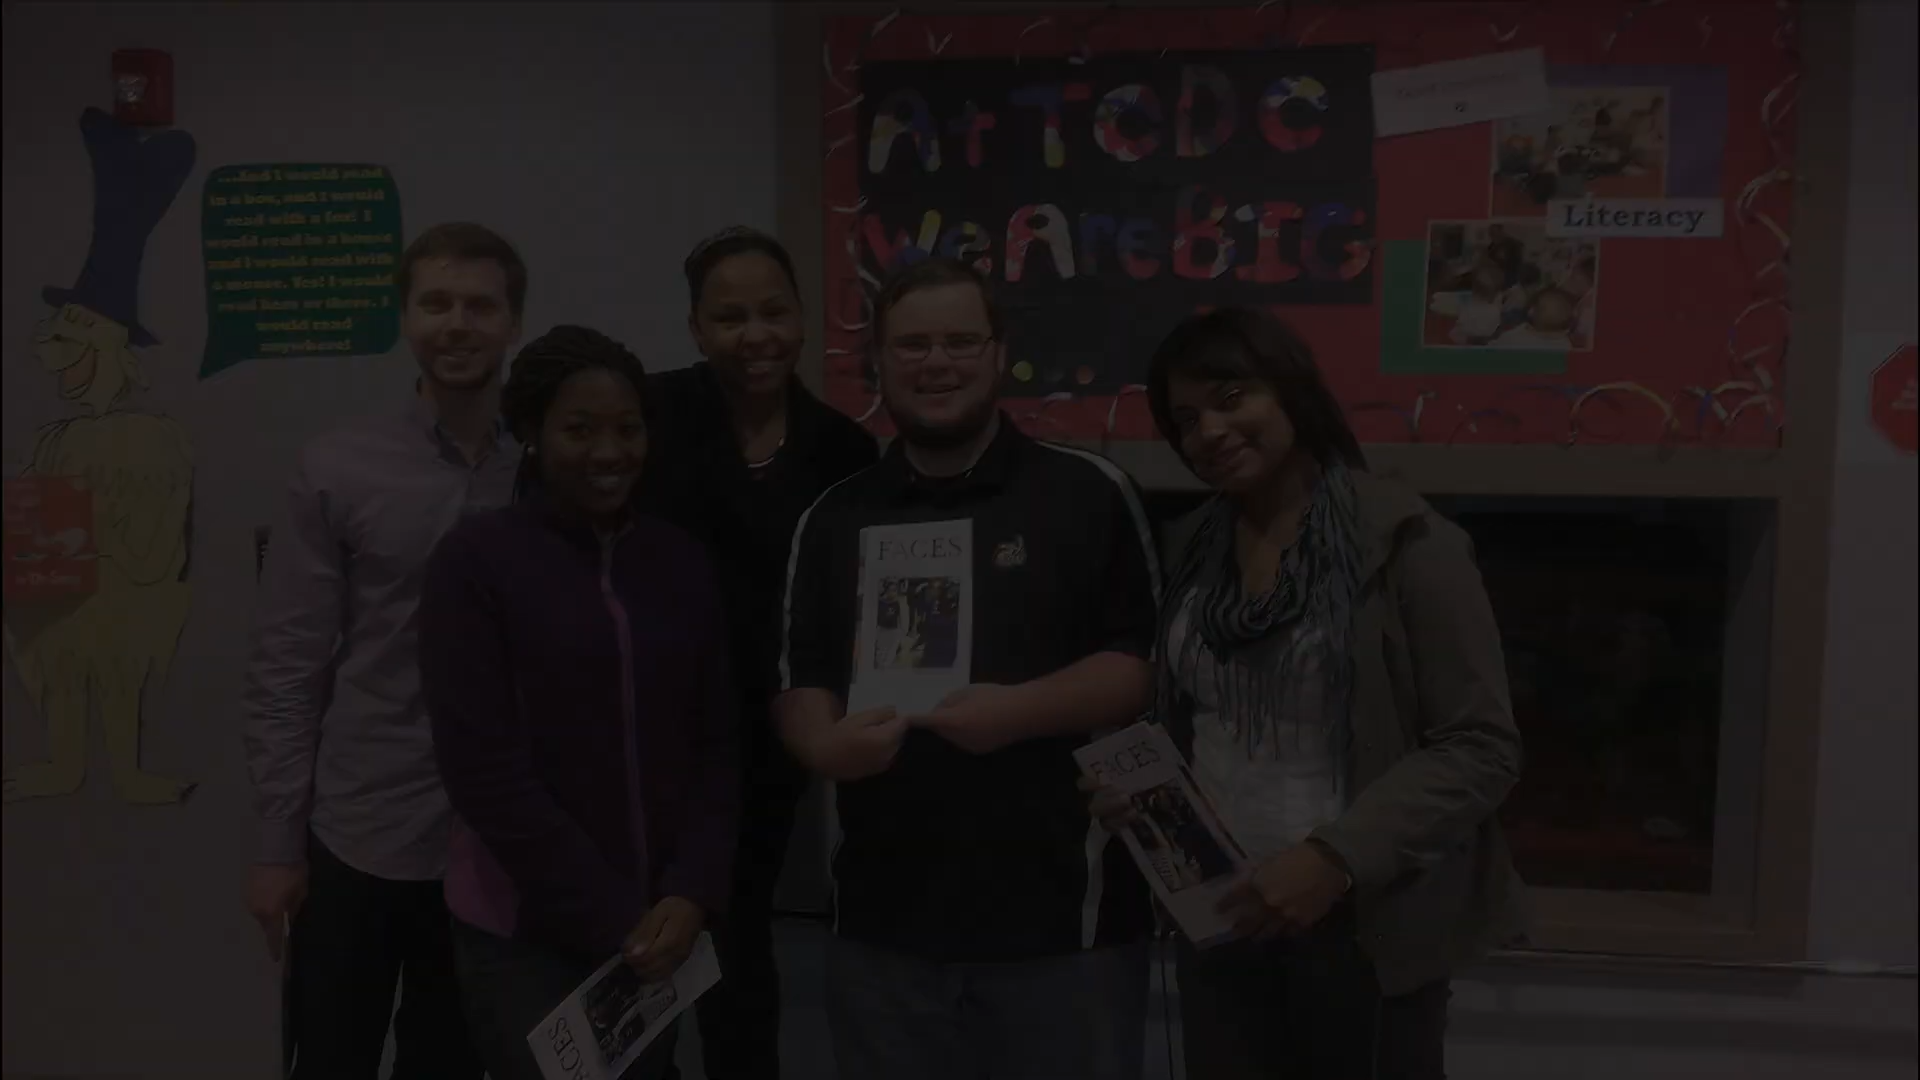 ...And I would read
in a box, and I would
read with a fox! I
would read in a house
and I would read with
a mouse. Yes! I would
read here or there. I
would read
anywhere!
At TCDC
We Are BIG
...
Literacy
FACES
FACES
FACES